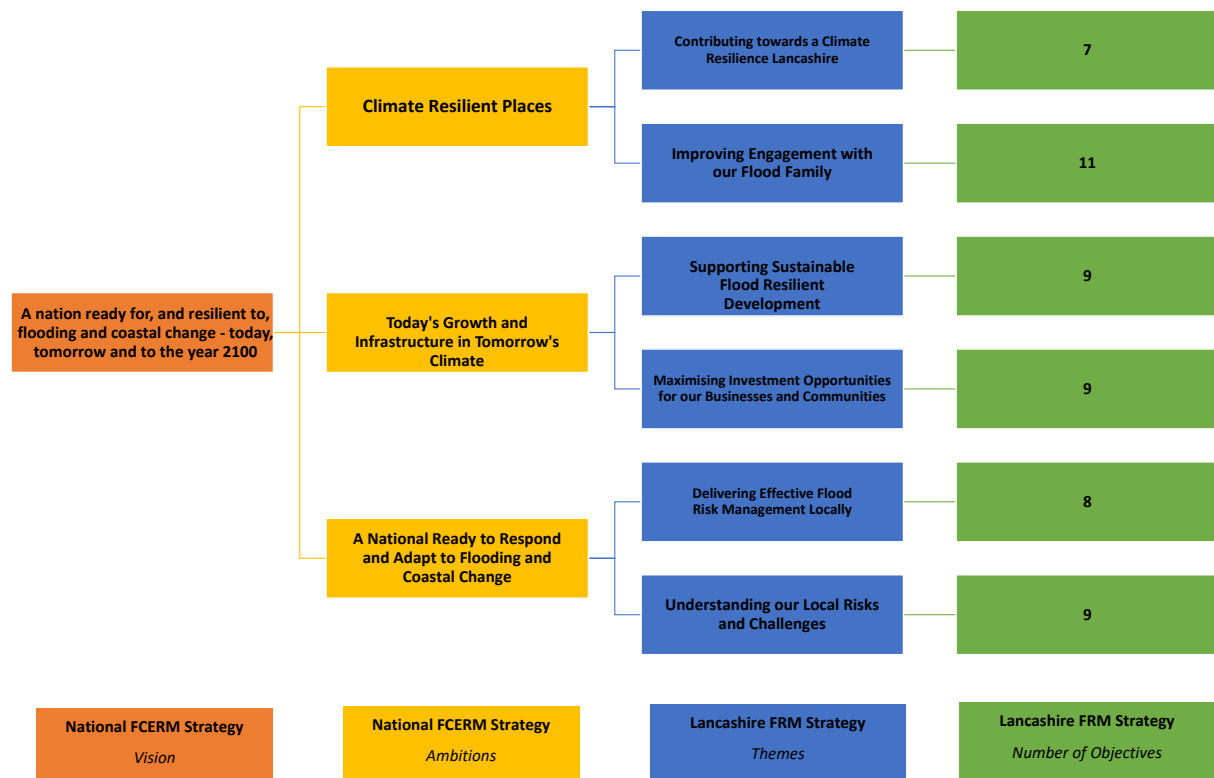 Contributing towards a Climate
Resilience Lancashire
7
Climate Resilient Places
Improving Engagement with
our Flood Family
11
Supporting Sustainable
Flood Resilient
Development
9
A nation ready for, and resilient to,
flooding and coastal change - today,
tomorrow and to the year 2100
Today's Growth and
Infrastructure in Tomorrow's
Climate
Maximising Investment Opportunities
for our Businesses and Communities
9
Delivering Effective Flood
Risk Management Locally
8
A National Ready to Respond
and Adapt to Flooding and
Coastal Change
Understanding our Local Risks
and Challenges
9
National FCERM Strategy
Vision
National FCERM Strategy
Ambitions
Lancashire FRM Strategy
Themes
Lancashire FRM Strategy
Number of Objectives